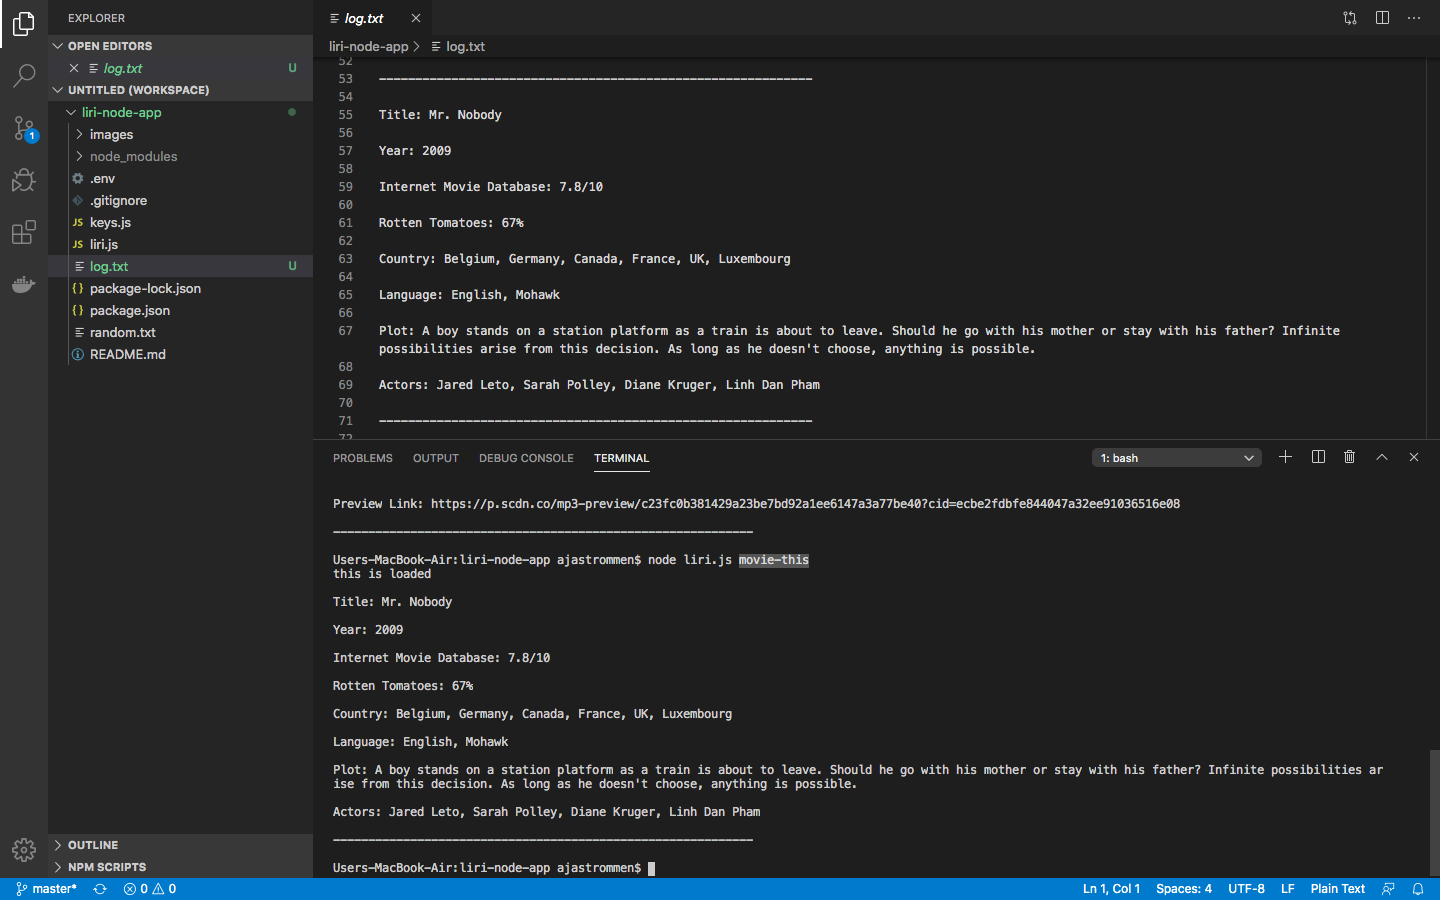 EXPLORER
OPEN EDITORS
log.txt U
UNTITLED (WORKSPACE)
liri-node-app
images
node_modules
.env
.gitignore
JS keys.js
JS liri.js
log.txt U
{} package-lock.json
{} package.json
random.txt
README.md
OUTLINE
NPM SCRIPTS
1
log.txt
liri-node-app > log.txt
52
53 ------------------------------------------------------------
54
55 Title: Mr. Nobody
56
57 Year: 2009
58
59 Internet Movie Database: 7.8/10
60
61 Rotten Tomatoes: 67%
62
63 Country: Belgium, Germany, Canada, France, UK, Luxembourg
64
65 Language: English, Mohawk
66
67 Plot: A boy stands on a station platform as a train is about to leave. Should he go with his mother or stay with his father? Infinite
possibilities arise from this decision. As long as he doesn't choose, anything is possible.
68
69 Actors: Jared Leto, Sarah Polley, Diane Kruger, Linh Dan Pham
70
71 ------------------------------------------------------------
72
PROBLEMS OUTPUT DEBUG CONSOLE TERMINAL 1: bash
Preview Link: https://p.scdn.co/mp3-preview/c23fc0b381429a23be7bd92a1ee6147a3a77be40?cid=ecbe2fdbfe844047a32ee91036516e08
------------------------------------------------------------
Users-MacBook-Air:liri-node-app ajastrommen$ node liri.js movie-this
this is loaded
Title: Mr. Nobody
Year: 2009
Internet Movie Database: 7.8/10
Rotten Tomatoes: 67%
Country: Belgium, Germany, Canada, France, UK, Luxembourg
Language: English, Mohawk
Plot: A boy stands on a station platform as a train is about to leave. Should he go with his mother or stay with his father? Infinite possibilities ar
ise from this decision. As long as he doesn't choose, anything is possible.
Actors: Jared Leto, Sarah Polley, Diane Kruger, Linh Dan Pham
------------------------------------------------------------
Users-MacBook-Air:liri-node-app ajastrommen$
master* 0 0 Ln 1, Col 1 Spaces: 4 UTF-8 LF Plain Text